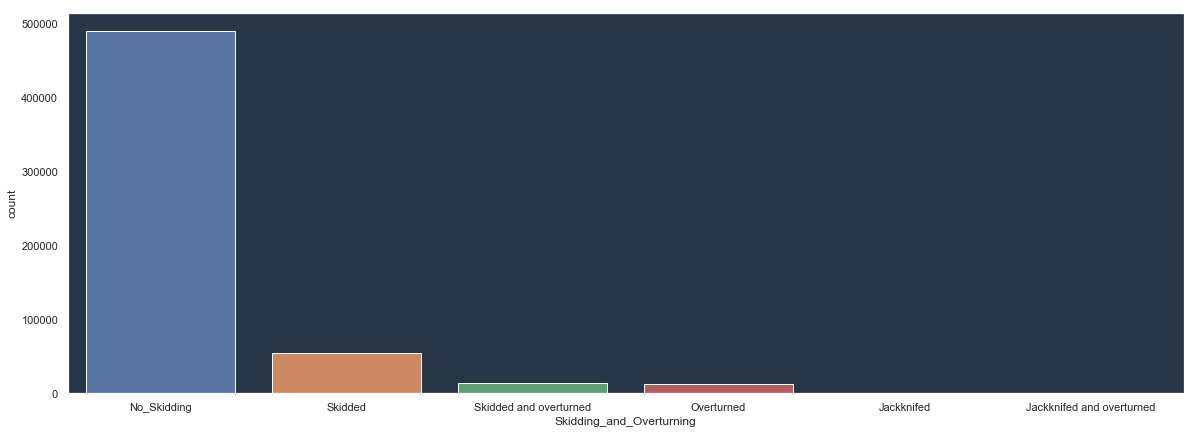 500000
400000
300000
200000
100000
0
count
No_Skidding Skidded Skidded and overturned Overturned Jackknifed Jackknifed and overturned
Skidding_and_Overturning